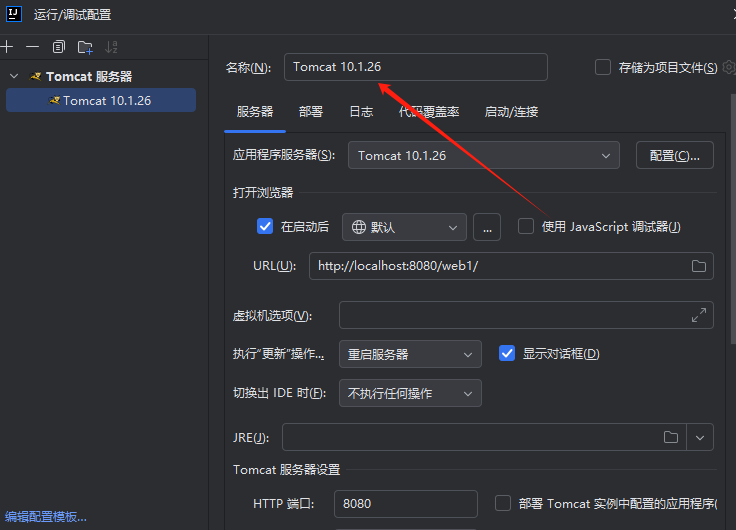 运行/调试配置
Tomcat 服务器
Tomcat 10.1.26
名称(N): Tomcat 10.1.26 存储为项目文件(S)
服务器 部署 日志 代码覆盖率 启动/连接
应用程序服务器(S): Tomcat 10.1.26 配置(C)...
打开浏览器
在启动后 默认 ... 使用 JavaScript 调试器(J)
URL(U): http://localhost:8080/web1/
虚拟机选项(V):
执行“更新”操作... 重启服务器 显示对话框(D)
切换出 IDE 时(F): 不执行任何操作
JRE(J):
Tomcat 服务器设置
HTTP 端口: 8080 部署 Tomcat 实例中配置的应用程序(
编辑配置模板...